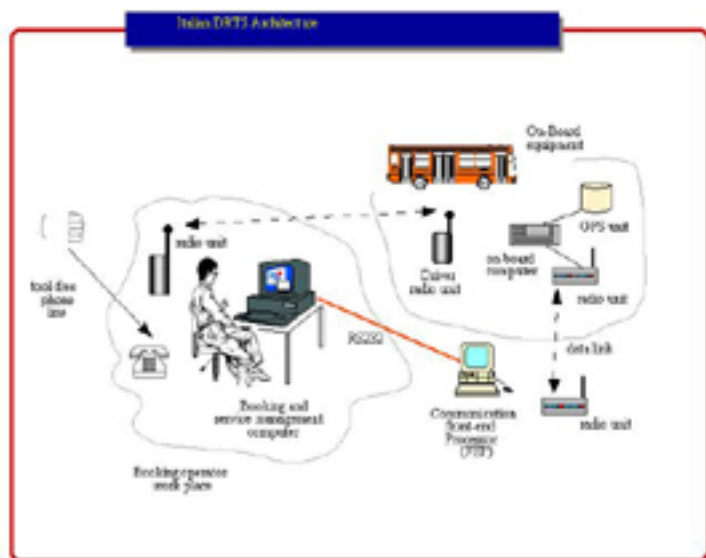 Italian DRTS Architecture
On-Board
equipment
GPS unit
on-board
computer
radio unit
Driver
radio unit
radio unit
tool free
phone
line
data link
RS232
radio unit
Booking and
service management
computer
Communication
front-end
Processor
(FEP)
Booking operator
work place